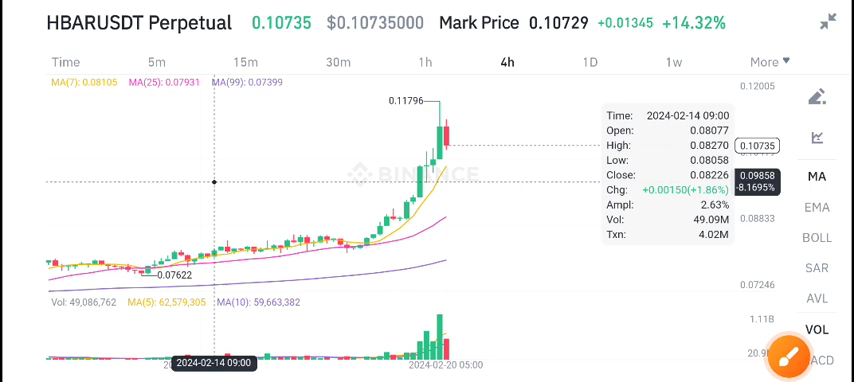 HBARUSDT Perpetual 0.10735 $0.10735000 Mark Price 0.10729 +0.01345 +14.32%
Time 5m 15m 30m 1h 4h 1D 1w More
MA(7): 0.08105 MA(25): 0.07931 MA(99): 0.07399
0.12005
0.11796
Time: 2024-02-14 09:00
Open: 0.08077
High: 0.08270
Low: 0.08058
Close: 0.08226
Chg: +0.00150(+1.86%)
Ampl: 2.63%
Vol: 49.09M
Txn: 4.02M
0.10735
0.09858
-8.1695%
0.08833
0.07246
BINANCE
0.07622
MA
EMA
BOLL
SAR
AVL
VOL
Vol: 49,086,762 MA(5): 62,579,305 MA(10): 59,663,382
1.11B
2024-02-14 09:00
2024-02-20 05:00